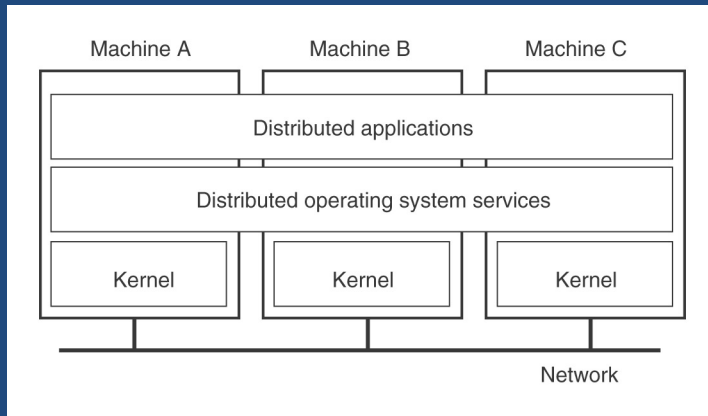 Machine A
Machine B
Machine C
Distributed applications
Distributed operating system services
Kernel
Kernel
Kernel
Network